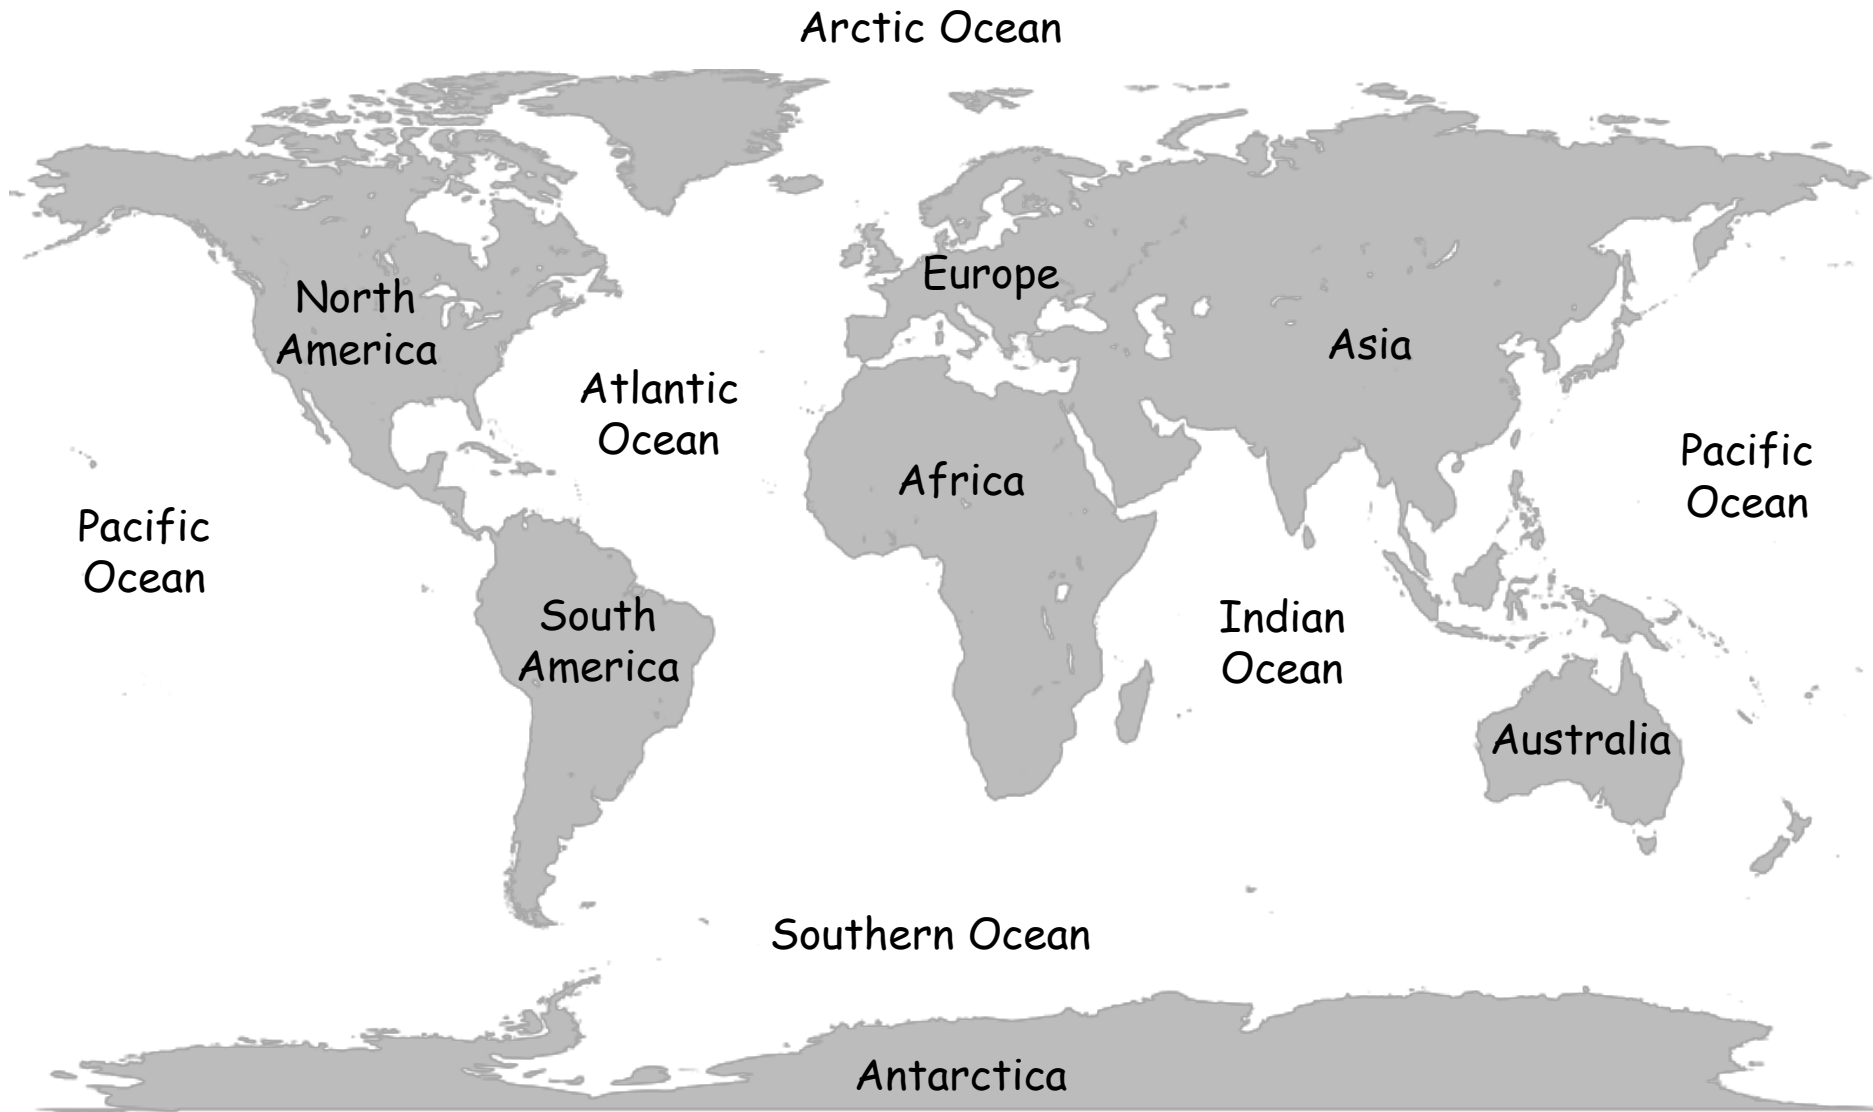 Arctic Ocean
North
America
Europe
Asia
Atlantic
Ocean
Africa
Pacific
Ocean
Pacific
Ocean
South
America
Indian
Ocean
Australia
Southern Ocean
Antarctica